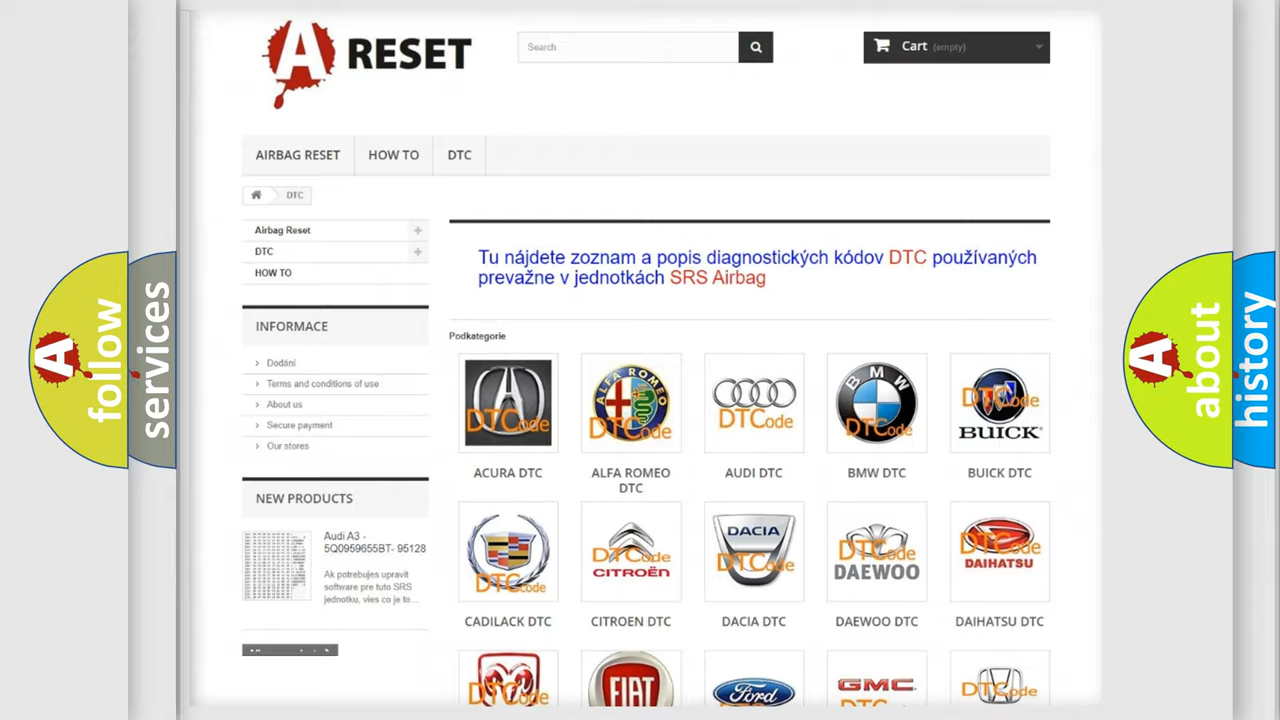 A RESET
Search
Cart (empty)
AIRBAG RESET
HOW TO
DTC
DTC
Airbag Reset
DTC
HOW TO
INFORMACE
Dodání
Terms and conditions of use
About us
Secure payment
Our stores
NEW PRODUCTS
Audi A3 -
5Q0959655BT- 95128
Ak potrebujes upravit
software pre tuto SRS
jednotku, vies co je to...
Tu nájdete zoznam a popis diagnostických kódov DTC používaných
prevažne v jednotkách SRS Airbag
Podkategorie
DTCode
ALFA ROMEO
DTCode
DTCode
BMW
DTCode
DTCode
BUICK
ACURA DTC
ALFA ROMEO
DTC
AUDI DTC
BMW DTC
BUICK DTC
DTCode
DTCode
CITROËN
DACIA
DTCode
DTCode
DAEWOO
DTCode
DAIHATSU
CADILACK DTC
CITROEN DTC
DACIA DTC
DAEWOO DTC
DAIHATSU DTC
DTCode
FIAT
Ford
GMC
DTCode
A follow
services
A about
history